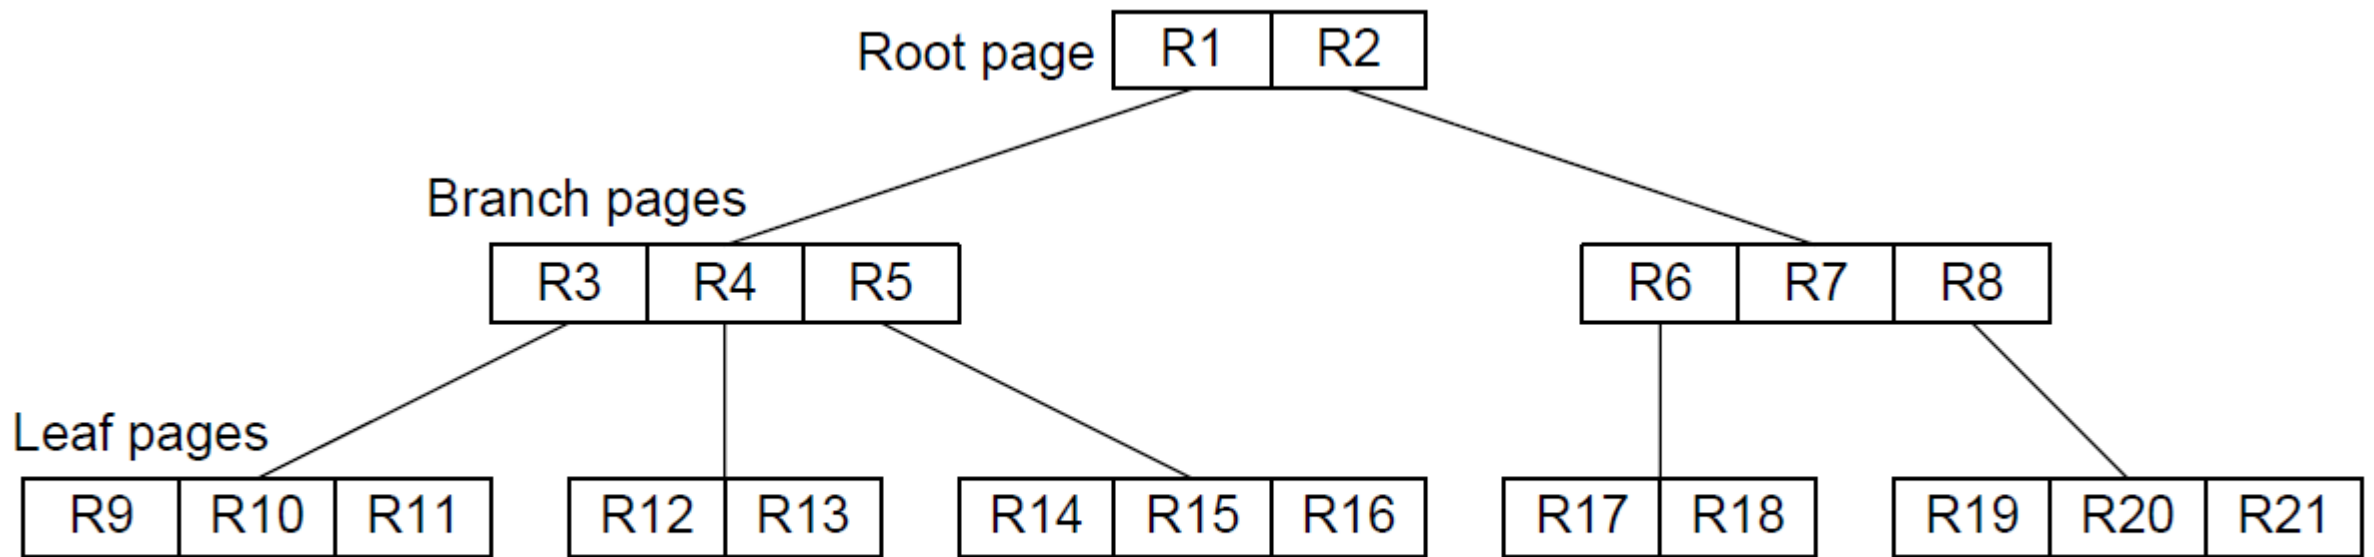 Root page R1 R2
Branch pages
R3 R4 R5 R6 R7 R8
Leaf pages
R9 R10 R11 R12 R13 R14 R15 R16 R17 R18 R19 R20 R21